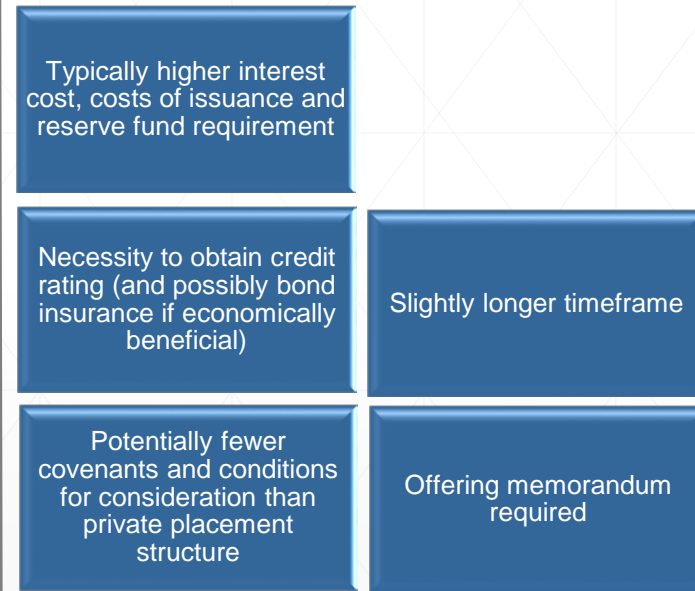 Typically higher interest
cost, costs of issuance and
reserve fund requirement
Necessity to obtain credit
rating (and possibly bond
insurance if economically
beneficial)
Slightly longer timeframe
Potentially fewer
covenants and conditions
for consideration than
private placement
structure
Offering memorandum
required